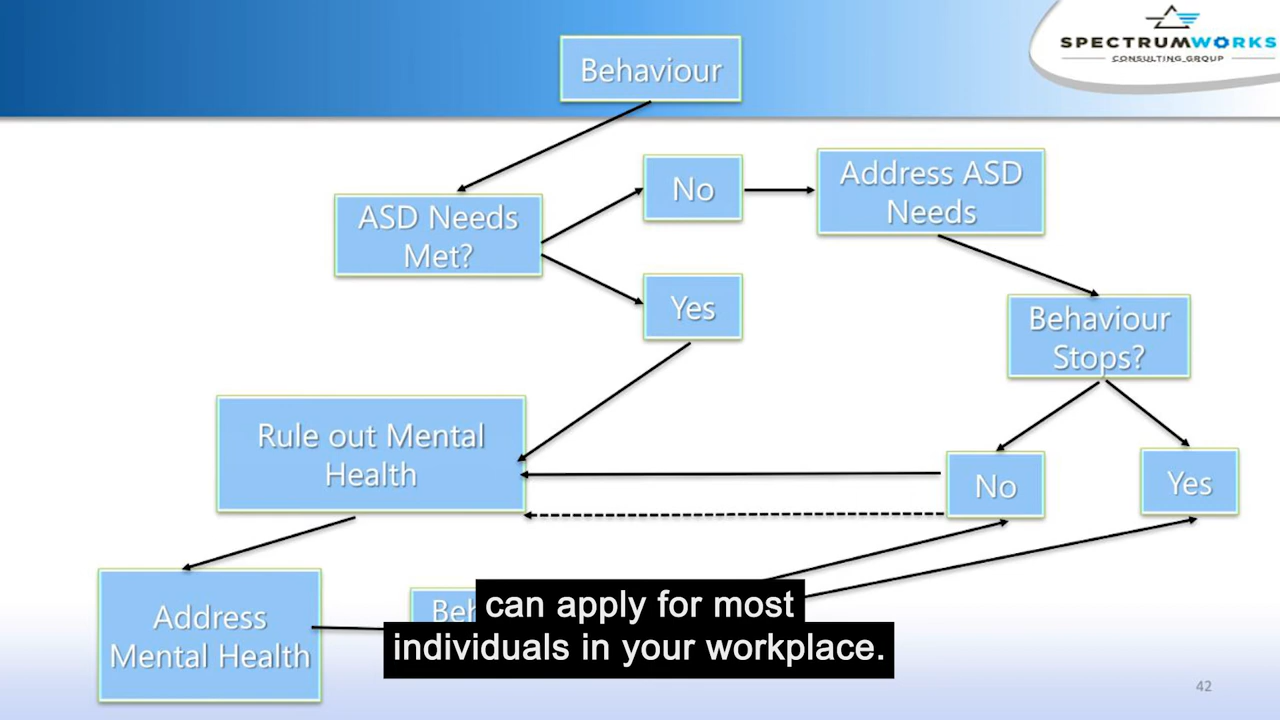 SPECTRUMWORKS
CONSULTING GROUP
Behaviour
No
Address ASD
Needs
ASD Needs
Met?
Yes
Behaviour
Stops?
Rule out Mental
Health
No
Yes
Address
Mental Health
can apply for most
individuals in your workplace.
42